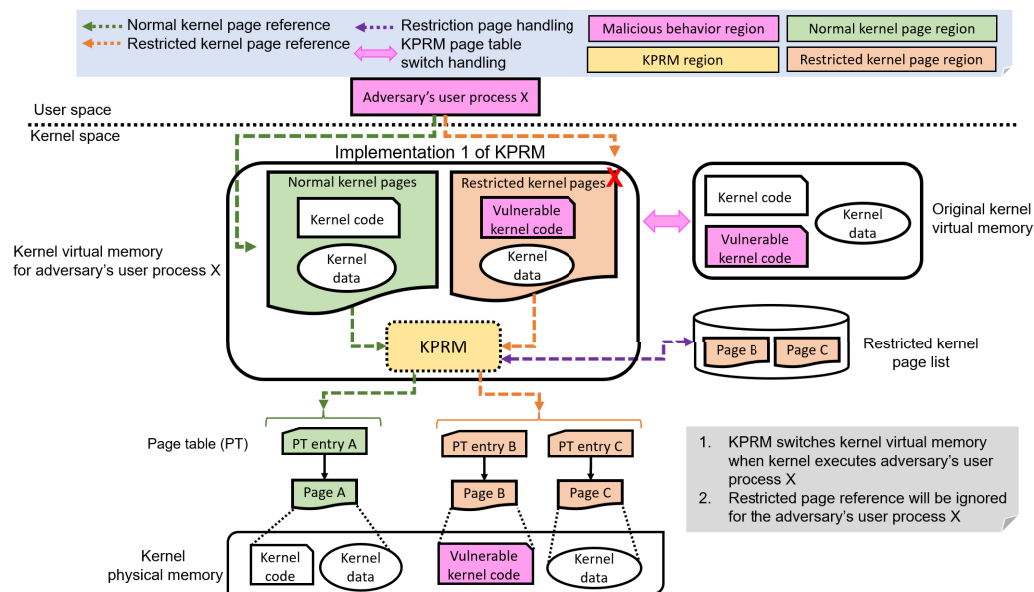 Normal kernel page reference
Restricted kernel page reference
Restriction page handling
KPRM page table
switch handling
Malicious behavior region
Normal kernel page region
KPRM region
Restricted kernel page region
Adversary's user process X
User space
Kernel space
Implementation 1 of KPRM
Normal kernel pages
Kernel code
Kernel
data
Restricted kernel pages
X
Vulnerable
kernel code
Kernel
data
Kernel virtual memory
for adversary's user process X
KPRM
Kernel code
Vulnerable
kernel code
Kernel
data
Original kernel
virtual memory
Page B
Page C
Restricted kernel
page list
Page table (PT)
PT entry A
PT entry B
PT entry C
Page A
Page B
Page C
Kernel
physical memory
Kernel
code
Kernel
data
Vulnerable
kernel code
Kernel
data
1. KPRM switches kernel virtual memory
when kernel executes adversary's user
process X
2. Restricted page reference will be ignored
for the adversary's user process X